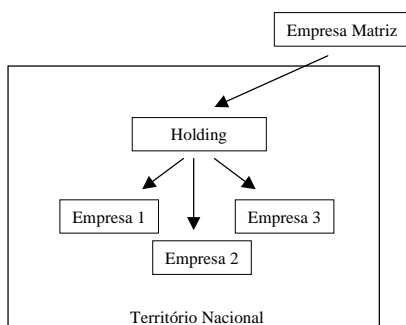 Empresa Matriz
Holding
Empresa 1
Empresa 3
Empresa 2
Território Nacional